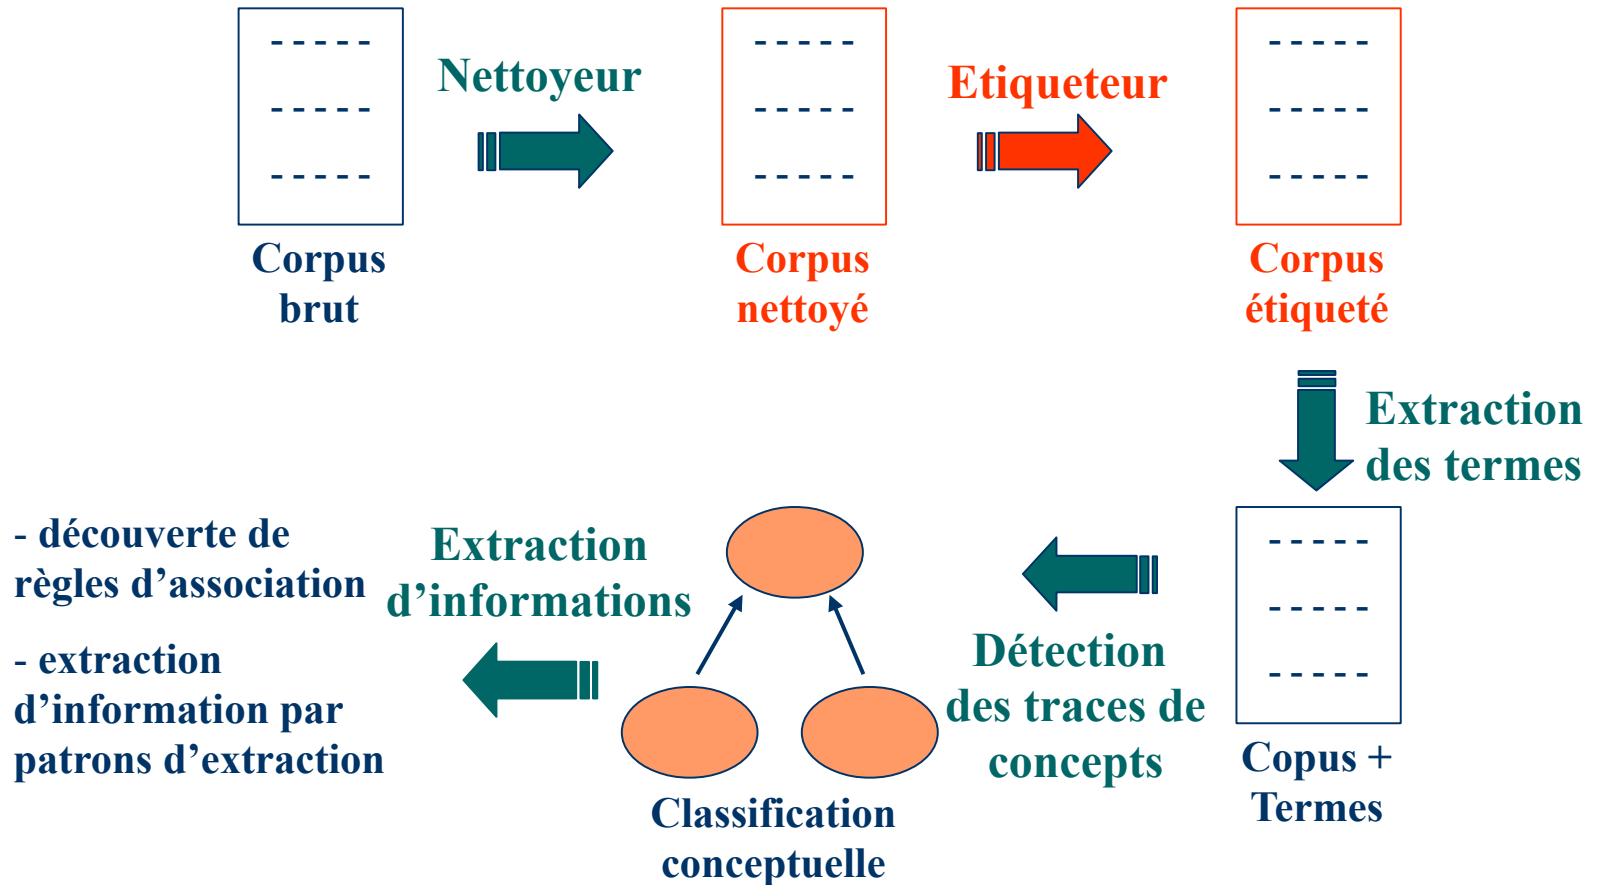 Nettoyeur
Etiqueteur
Corpus
brut
Corpus
nettoyé
Corpus
étiqueté
Extraction
des termes
Copus +
Termes
Détection
des traces de
concepts
Classification
conceptuelle
Extraction
d’informations
- découverte de
règles d’association
- extraction
d’information par
patrons d’extraction